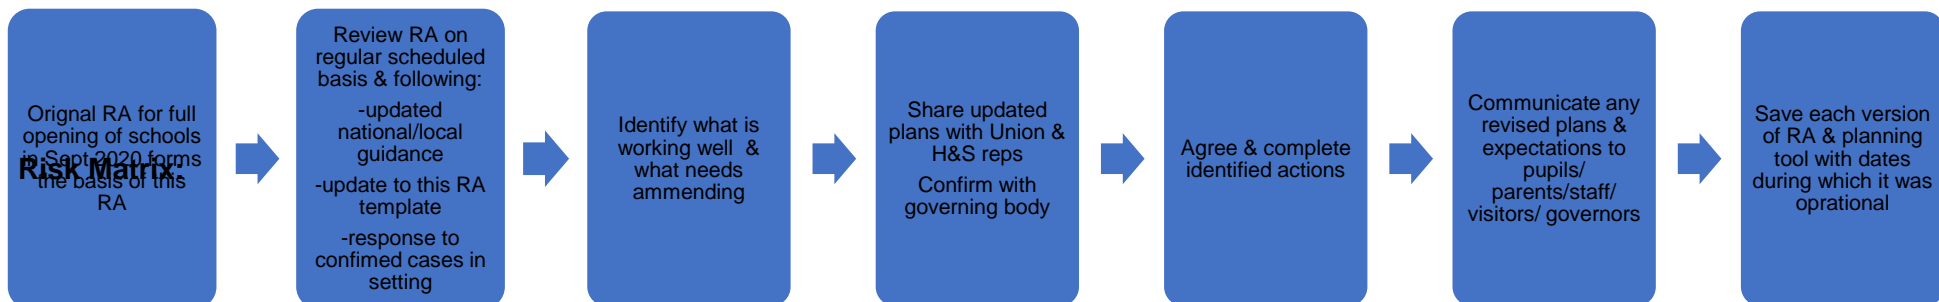 Orignal RA for full
opening of schools
in Sept 2020 forms
the basis of this
RA
Risk Matrix:
Review RA on
regular scheduled
basis & following:
-updated
national/local
guidance
-update to this RA
template
-response to
confimed cases in
setting
Identify what is
working well & 
what needs
ammending
Share updated
plans with Union &
H&S reps
Confirm with
governing body
Agree & complete
identified actions
Communicate any
revised plans &
expectations to
pupils/
parents/staff/
visitors/ governors
Save each version
of RA & planning
tool with dates
during which it was
oprational